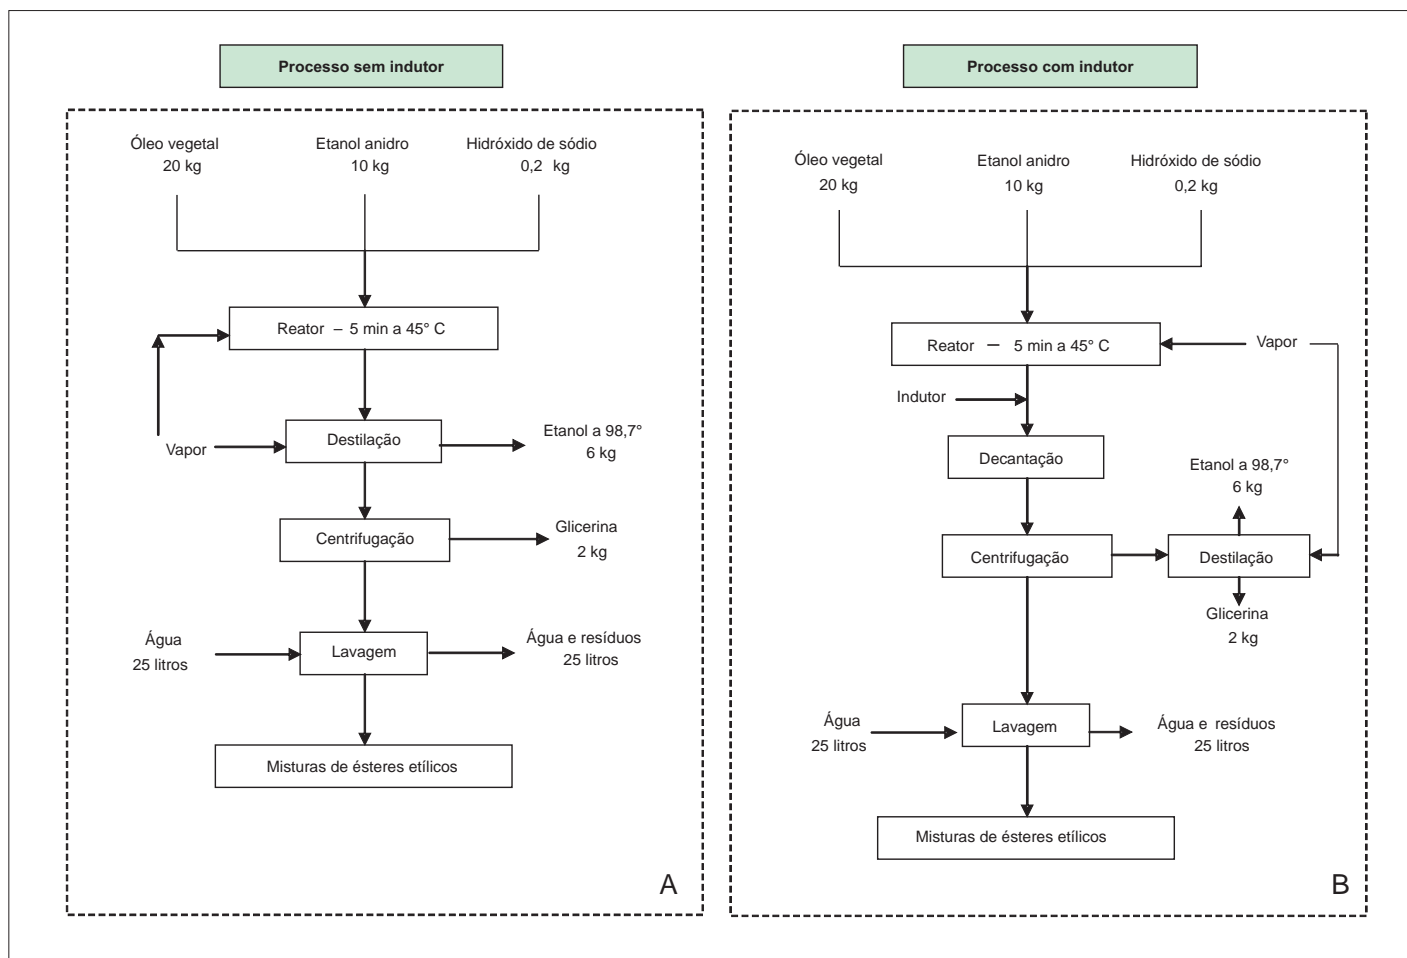 Processo sem indutor
Óleo vegetal
20 kg
Etanol anidro
10 kg
Hidróxido de sódio
0,2 kg
Reator – 5 min a 45° C
Vapor
Destilação
Etanol a 98,7°
6 kg
Centrifugação
Glicerina
2 kg
Água
25 litros
Lavagem
Água e resíduos
25 litros
Misturas de ésteres etílicos
A
Processo com indutor
Óleo vegetal
20 kg
Etanol anidro
10 kg
Hidróxido de sódio
0,2 kg
Reator – 5 min a 45° C
Vapor
Indutor
Decantação
Etanol a 98,7°
6 kg
Centrifugação
Destilação
Glicerina
2 kg
Água
25 litros
Lavagem
Água e resíduos
25 litros
Misturas de ésteres etílicos
B